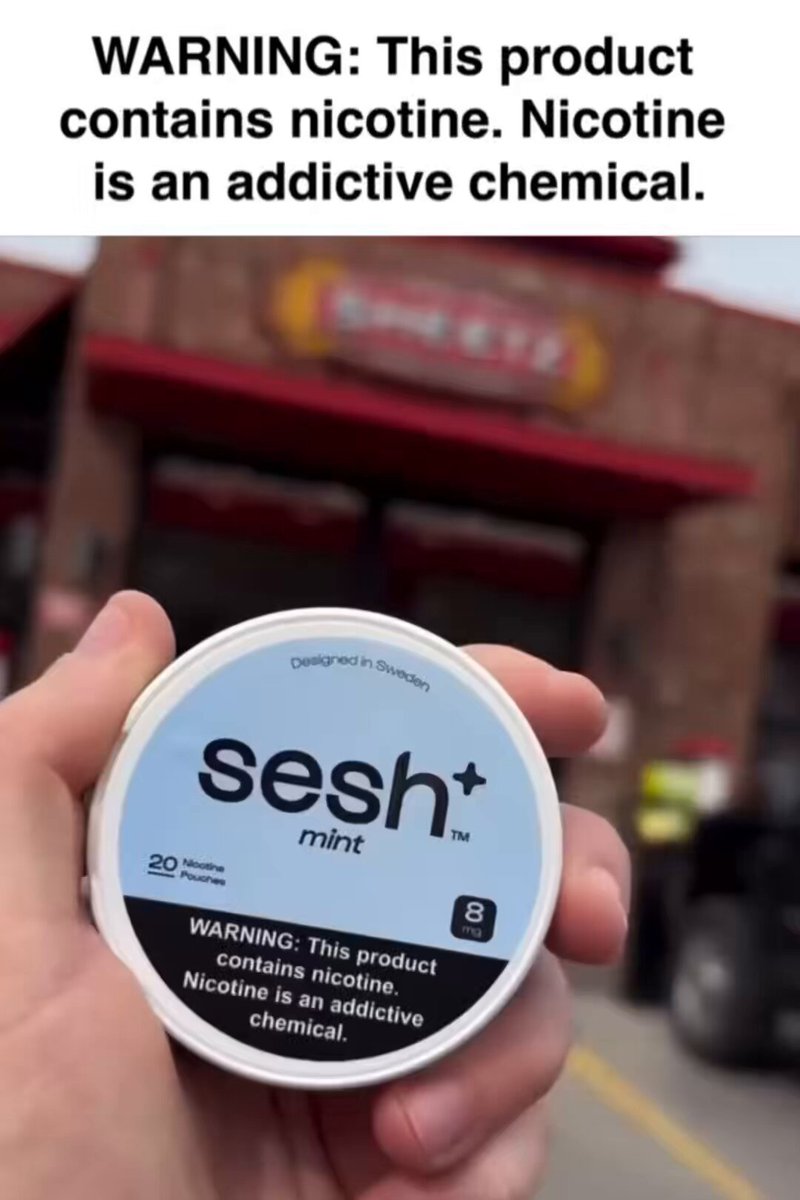 WARNING: This product
contains nicotine. Nicotine
is an addictive chemical.
SHEETZ
Designed in Sweden
sesh+
TM
mint
20 Nicotine
Pouches
8
mg
WARNING: This product
contains nicotine.
Nicotine is an addictive
chemical.